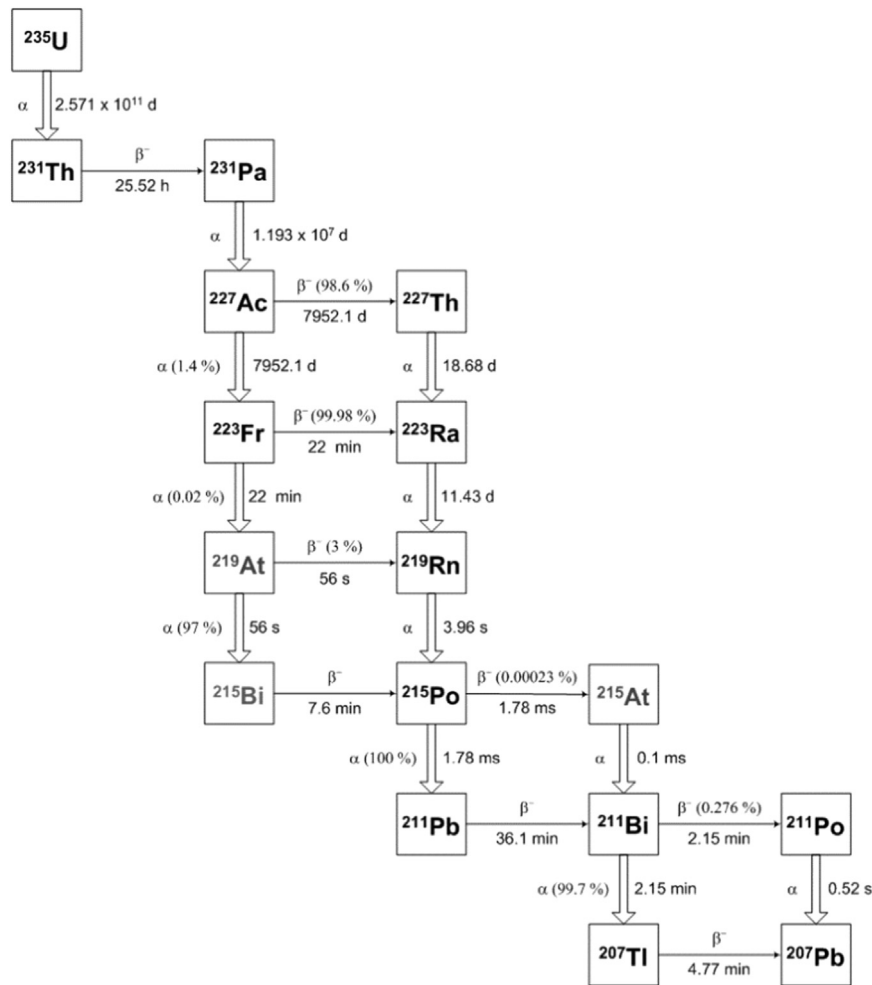 ²³⁵U
α 2.571 x 10¹¹ d
β⁻
²³¹Th ²³¹Pa
25.52 h
α 1.193 x 10⁷ d
β⁻ (98.6 %)
²²⁷Ac ²²⁷Th
7952.1 d
α (1.4 %) 7952.1 d α 18.68 d
β⁻ (99.98 %)
²²³Fr ²²³Ra
22 min
α (0.02 %) 22 min α 11.43 d
β⁻ (3 %)
²¹⁹At ²¹⁹Rn
56 s
α (97 %) 56 s α 3.96 s
β⁻ β⁻ (0.00023 %)
²¹⁵Bi ²¹⁵Po ²¹⁵At
7.6 min 1.78 ms
α (100 %) 1.78 ms α 0.1 ms
β⁻ β⁻ (0.276 %)
²¹¹Pb ²¹¹Bi ²¹¹Po
36.1 min 2.15 min
α (99.7 %) 2.15 min α 0.52 s
β⁻
²⁰⁷Tl ²⁰⁷Pb
4.77 min